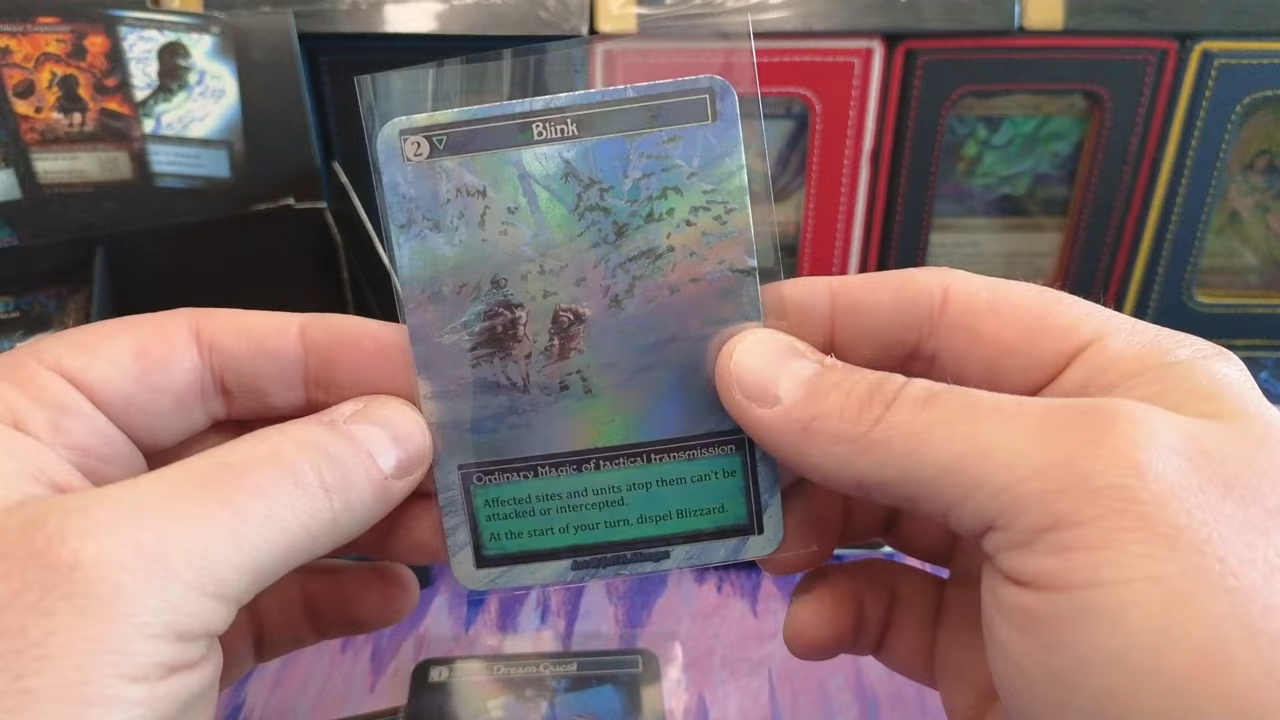 2
Blink
Ordinary Magic of tactical transmission
Affected sites and units atop them can't be
attacked or intercepted.
At the start of your turn, dispel Blizzard.
1
Dream-Quest